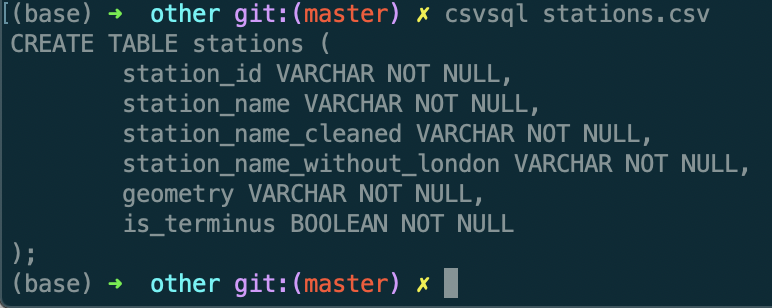 [(base) ➜  other git:(master) ✗ csvsql stations.csv
CREATE TABLE stations (
        station_id VARCHAR NOT NULL,
        station_name VARCHAR NOT NULL,
        station_name_cleaned VARCHAR NOT NULL,
        station_name_without_london VARCHAR NOT NULL,
        geometry VARCHAR NOT NULL,
        is_terminus BOOLEAN NOT NULL
);
(base) ➜  other git:(master) ✗